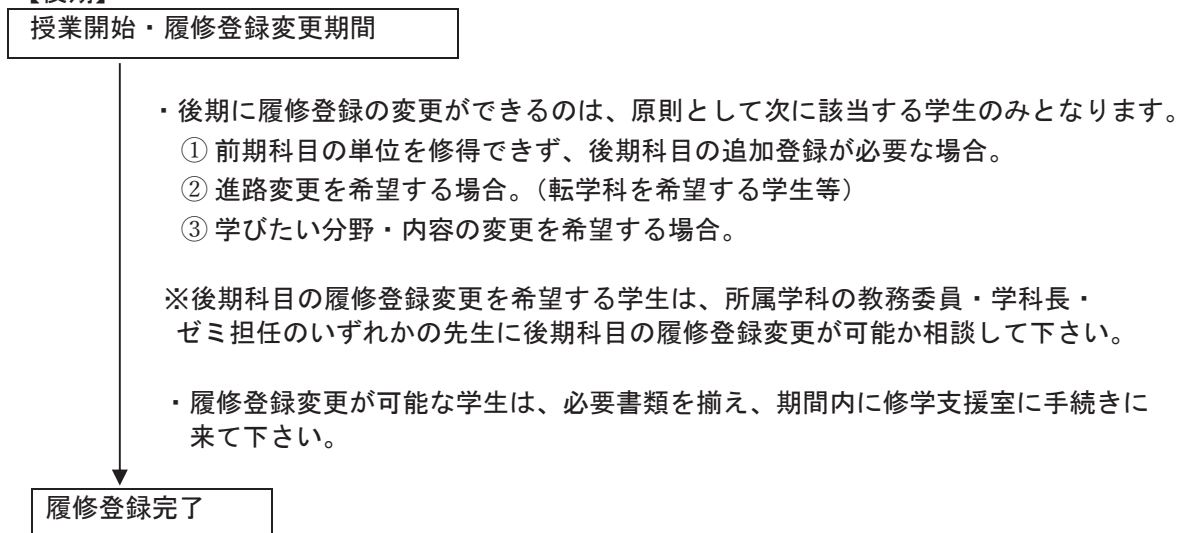 【後期】
授業開始・履修登録変更期間
・後期に履修登録の変更ができるのは、原則として次に該当する学生のみとなります。
① 前期科目の単位を修得できず、後期科目の追加登録が必要な場合。
② 進路変更を希望する場合。（転学科を希望する学生等）
③ 学びたい分野・内容の変更を希望する場合。
※後期科目の履修登録変更を希望する学生は、所属学科の教務委員・学科長・
ゼミ担任のいずれかの先生に後期科目の履修登録変更が可能か相談して下さい。
・履修登録変更が可能な学生は、必要書類を揃え、期間内に修学支援室に手続きに
来て下さい。
履修登録完了